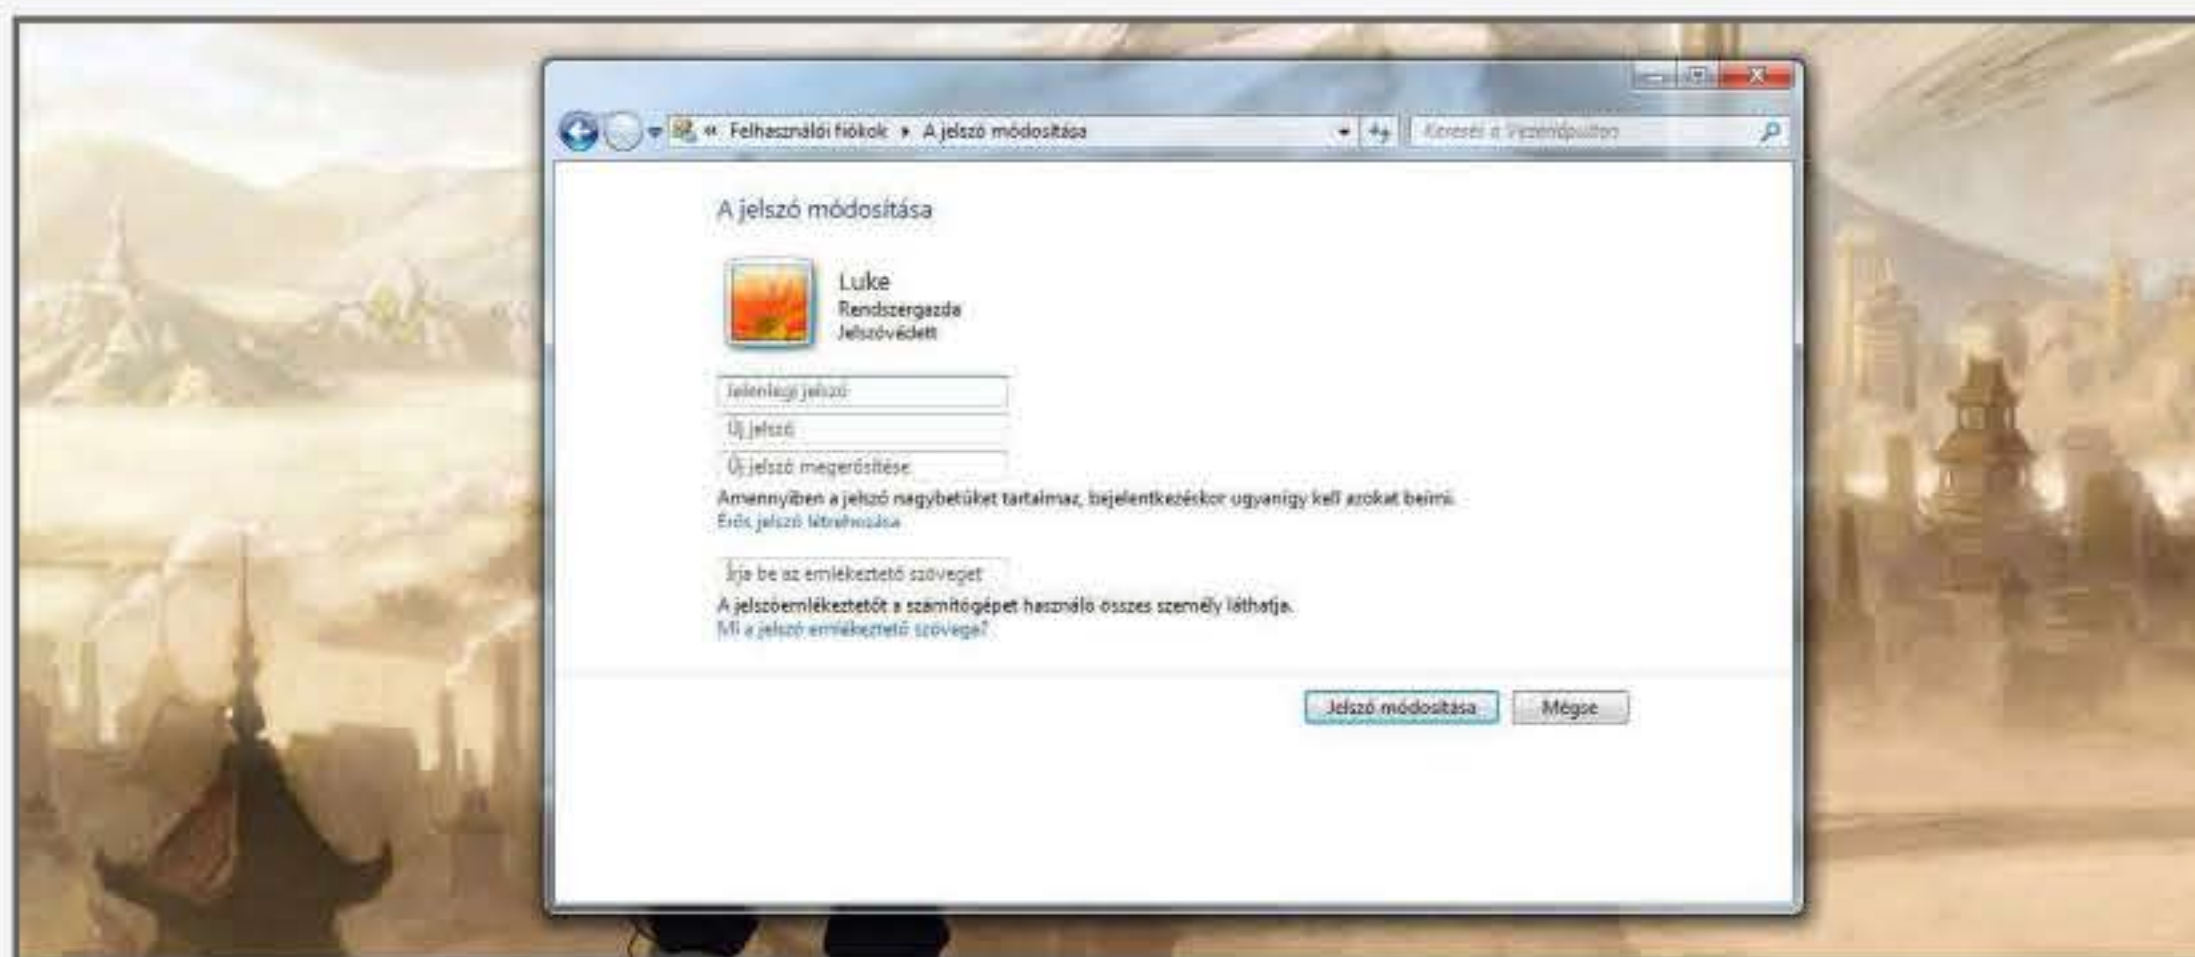 « Felhasználói fiókok ▸ A jelszó módosítása
Keresés a Vezérlőpulton
A jelszó módosítása
Luke
Rendszergazda
Jelszóvédett
Jelenlegi jelszó
Új jelszó
Új jelszó megerősítése
Amennyiben a jelszó nagybetűket tartalmaz, bejelentkezéskor ugyanígy kell azokat beírni.
Erős jelszó létrehozása
Írja be az emlékeztető szöveget
A jelszóemlékeztetőt a számítógépet használó összes személy láthatja.
Mi a jelszó emlékeztető szövege?
Jelszó módosítása
Mégse